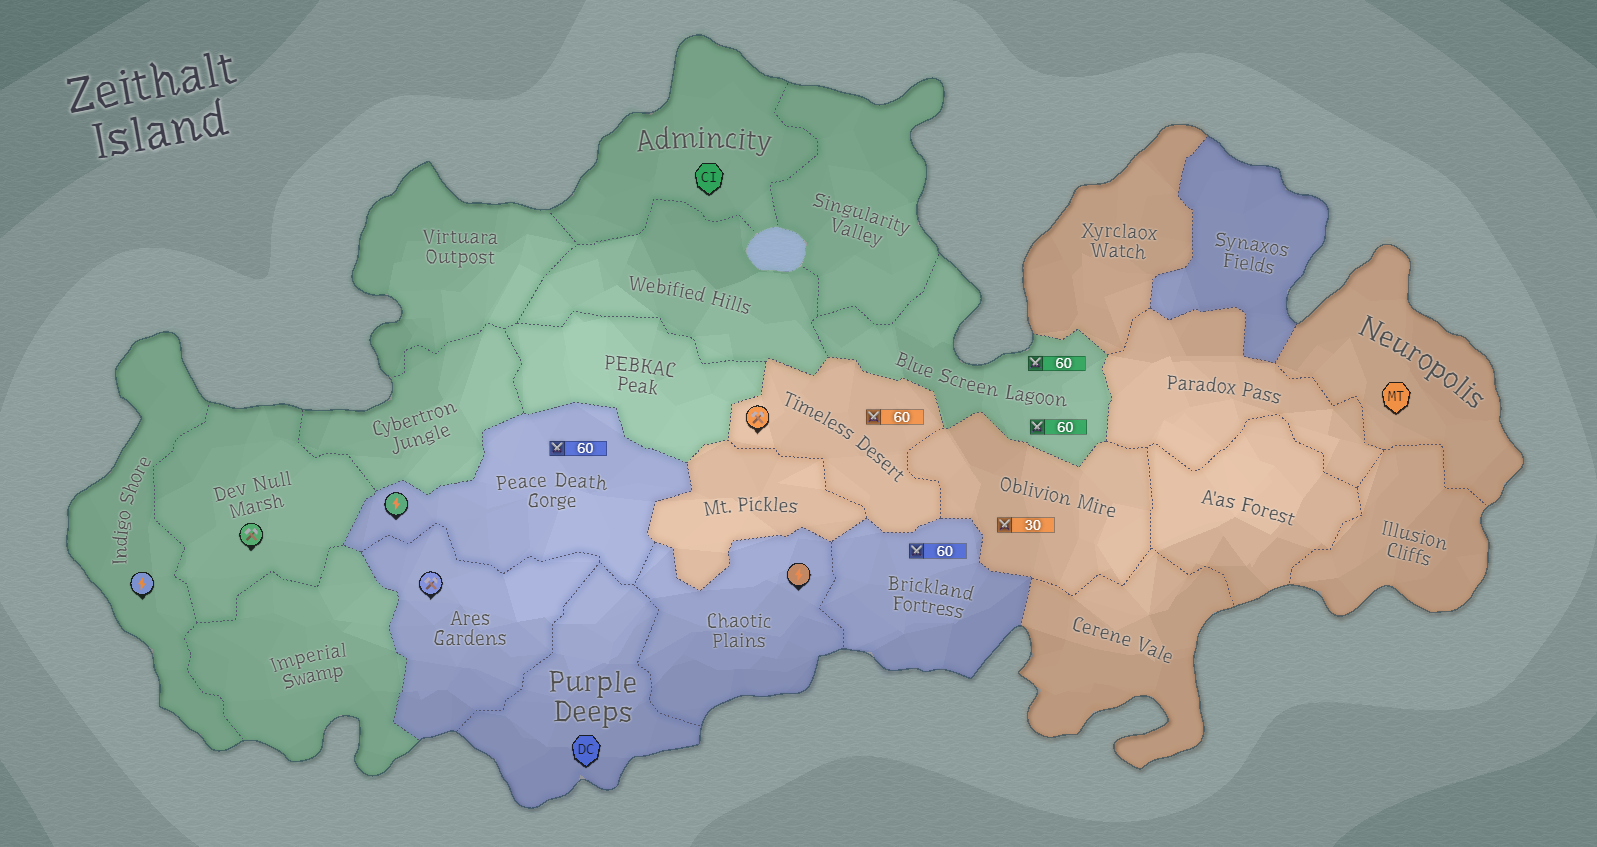 Zeithalt
Island
Admincity
CI
Singularity
Valley
Virtuara
Outpost
Webified Hills
Xyrclaox
Watch
Synaxos
Fields
Neuropolis
MT
PEBKAC
Peak
Blue Screen Lagoon
60
60
Paradox Pass
Timeless Desert
60
Cybertron
Jungle
60
Peace Death
Gorge
Indigo Shore
Dev Null
Marsh
Mt. Pickles
Oblivion Mire
30
A'as Forest
Illusion
Cliffs
60
Brickland
Fortress
Ares
Gardens
Chaotic
Plains
Cerene Vale
Imperial
Swamp
Purple
Deeps
DC